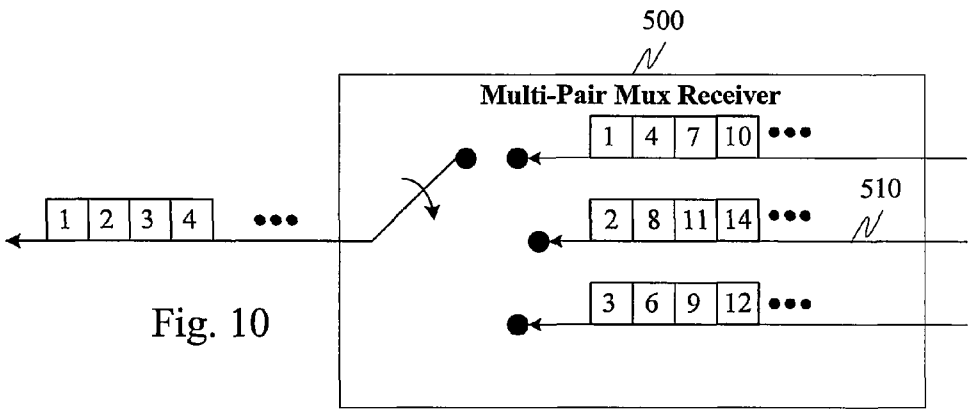 500
Multi-Pair Mux Receiver
1 4 7 10 •••
510
1 2 3 4 •••
2 8 11 14 •••
3 6 9 12 •••
Fig. 10